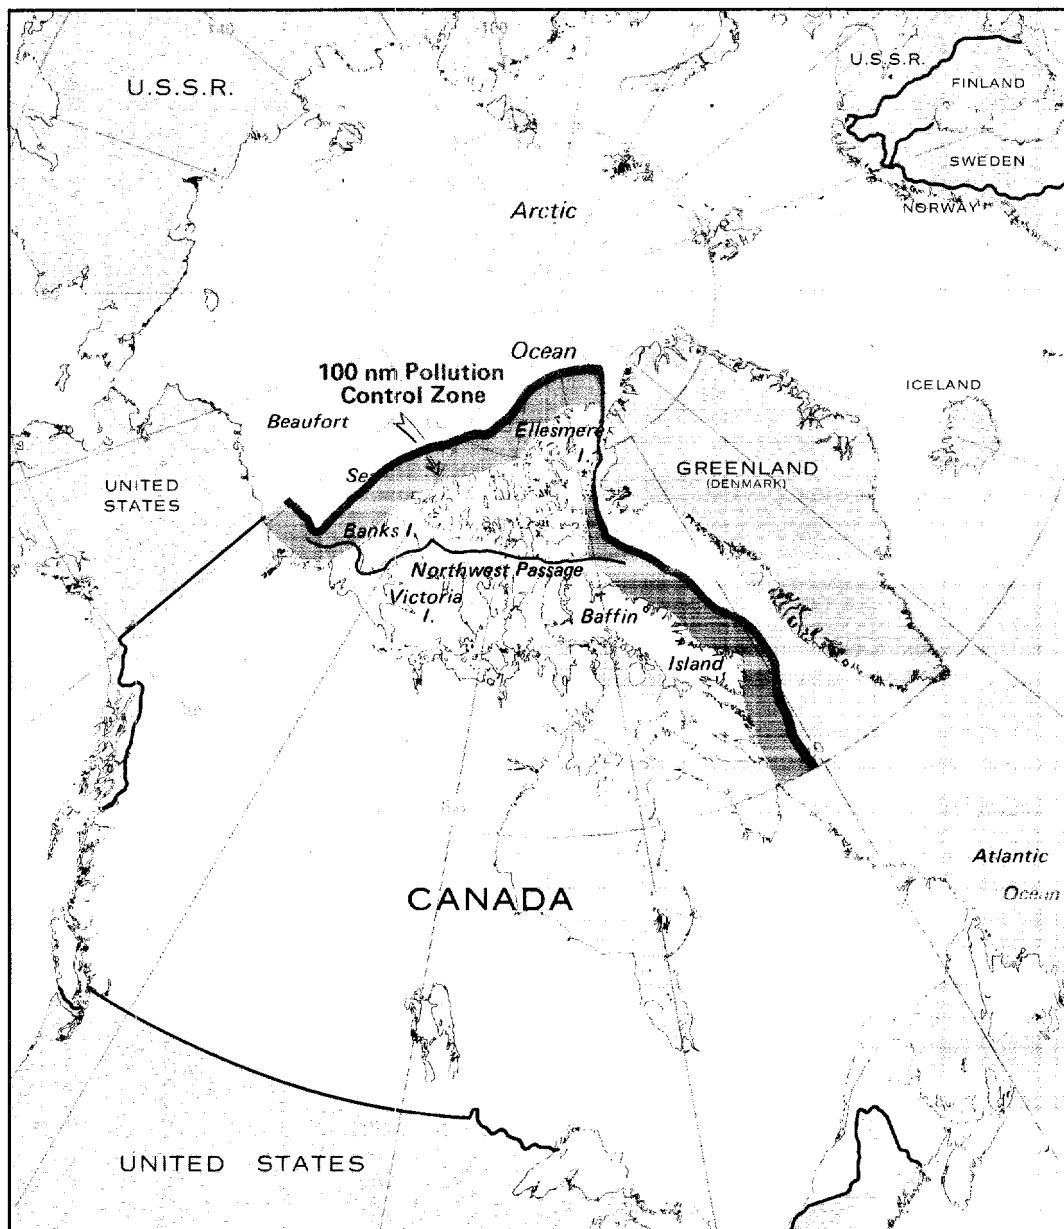 U.S.S.R.
U.S.S.R.
FINLAND
SWEDEN
NORWAY
Arctic
Ocean
100 nm Pollution
Control Zone
Beaufort
Sea
Ellesmere
I.
ICELAND
GREENLAND
(DENMARK)
UNITED
STATES
Banks I.
Northwest Passage
Victoria
I.
Baffin
Island
CANADA
Atlantic
Ocean
UNITED STATES